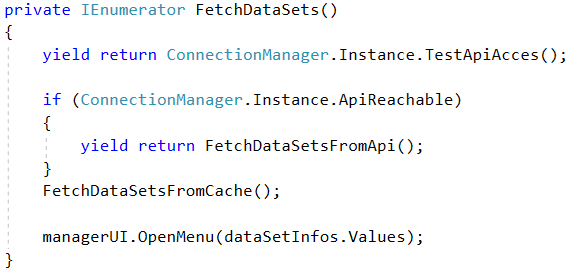 private IEnumerator FetchDataSets()
{
    yield return ConnectionManager.Instance.TestApiAcces();

    if (ConnectionManager.Instance.ApiReachable)
    {
        yield return FetchDataSetsFromApi();
    }
    FetchDataSetsFromCache();

    managerUI.OpenMenu(dataSetInfos.Values);
}